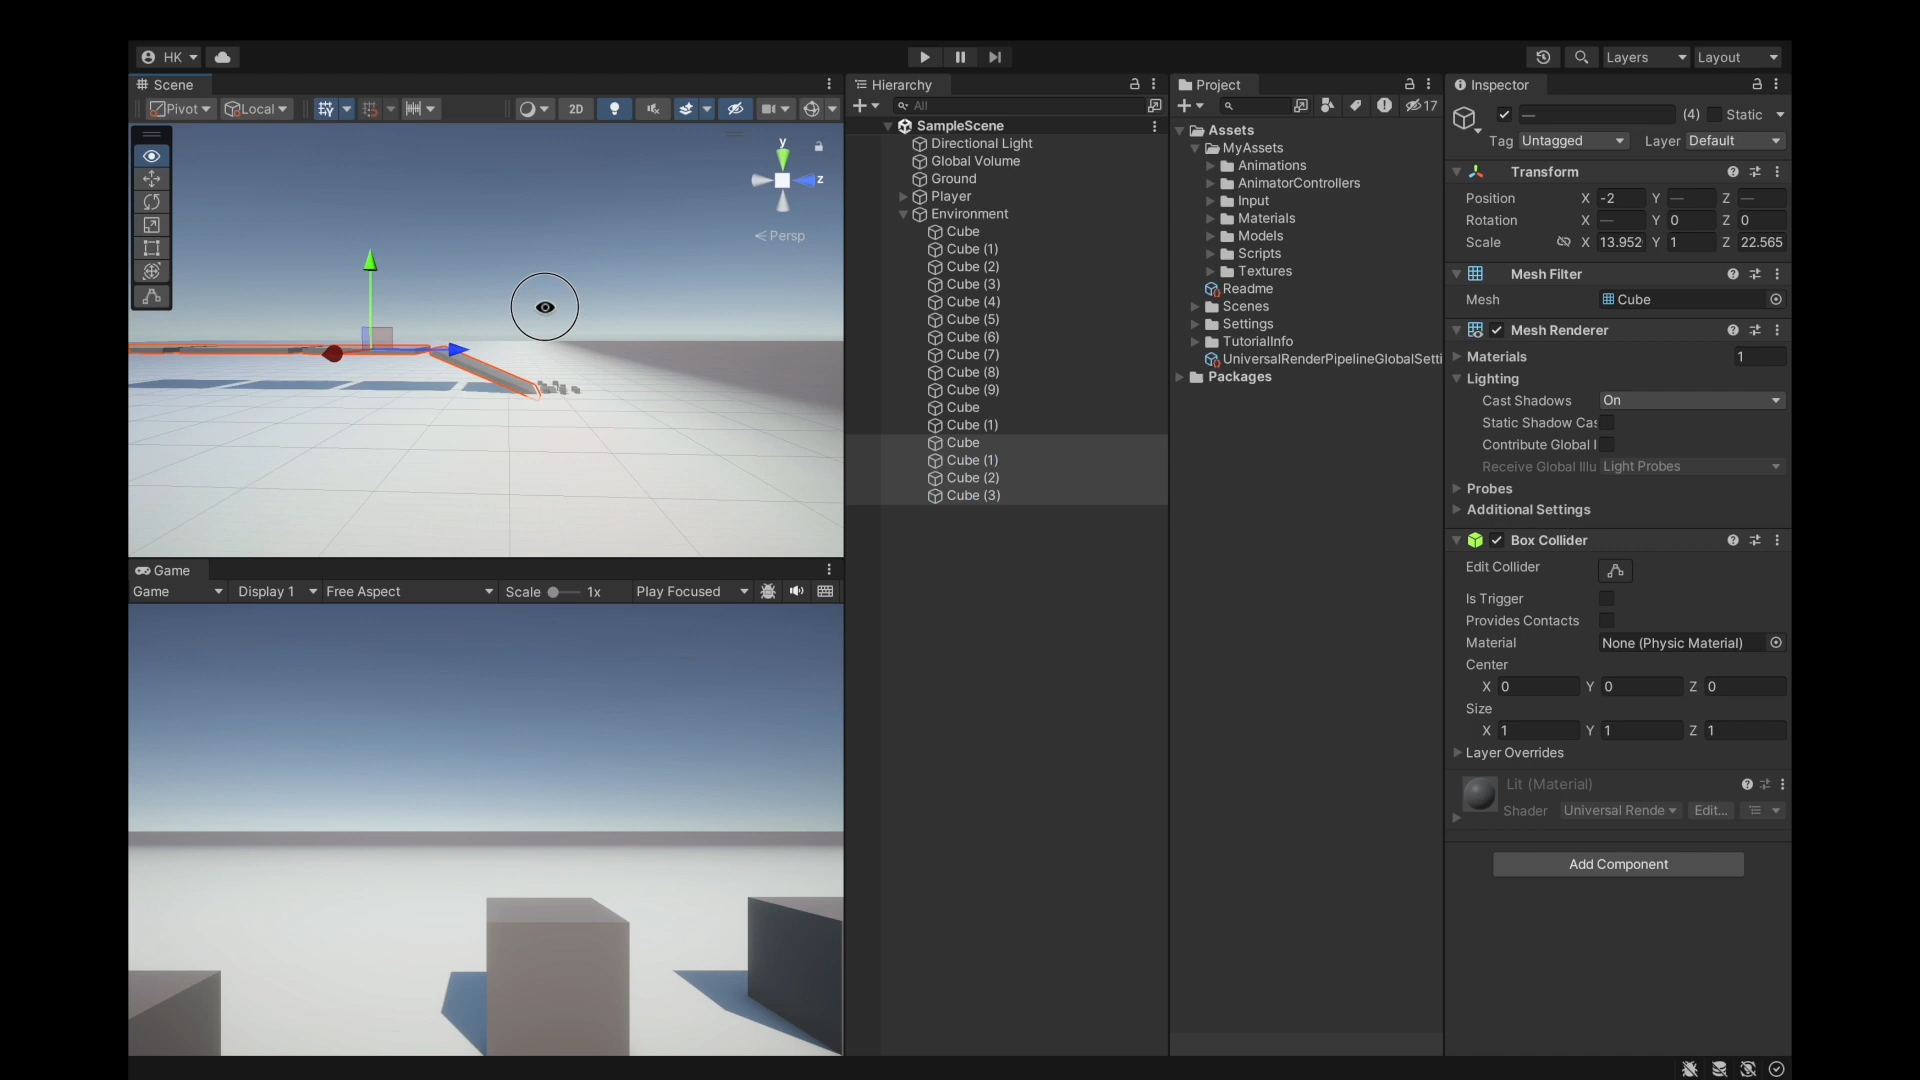 HK
Layers
Layout
Scene
Pivot
Local
2D
y
z
Persp
Game
Game
Display 1
Free Aspect
Scale
1x
Play Focused
Hierarchy
All
SampleScene
Directional Light
Global Volume
Ground
Player
Environment
Cube
Cube (1)
Cube (2)
Cube (3)
Cube (4)
Cube (5)
Cube (6)
Cube (7)
Cube (8)
Cube (9)
Cube
Cube (1)
Cube
Cube (1)
Cube (2)
Cube (3)
Project
17
Assets
MyAssets
Animations
AnimatorControllers
Input
Materials
Models
Scripts
Textures
Readme
Scenes
Settings
TutorialInfo
UniversalRenderPipelineGlobalSetti
Packages
Inspector
— (4) Static
Tag Untagged Layer Default
Transform
Position X -2 Y — Z —
Rotation X — Y 0 Z 0
Scale X 13.952 Y 1 Z 22.565
Mesh Filter
Mesh Cube
Mesh Renderer
Materials 1
Lighting
Cast Shadows On
Static Shadow Cas
Contribute Global I
Receive Global Illu Light Probes
Probes
Additional Settings
Box Collider
Edit Collider
Is Trigger
Provides Contacts
Material None (Physic Material)
Center
X 0 Y 0 Z 0
Size
X 1 Y 1 Z 1
Layer Overrides
Lit (Material)
Shader Universal Rende Edit...
Add Component